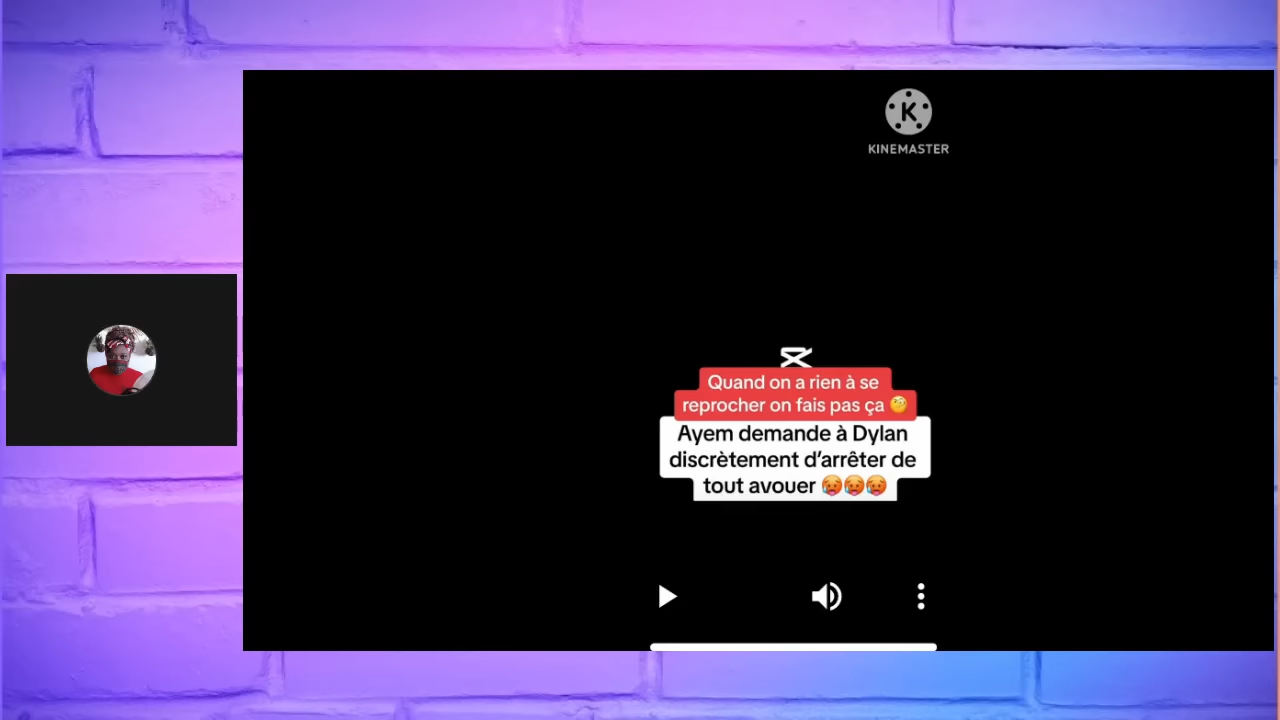 KINEMASTER
Quand on a rien à se
reprocher on fais pas ça 🧐
Ayem demande à Dylan
discrètement d’arrêter de
tout avouer 🥵🥵🥵